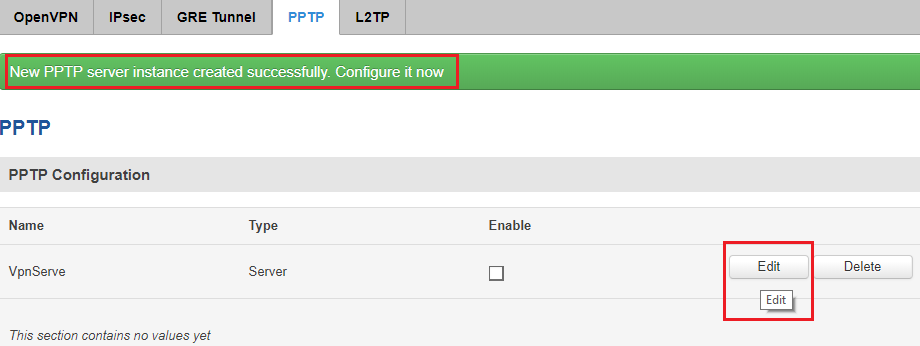 OpenVPN IPsec GRE Tunnel PPTP L2TP
New PPTP server instance created successfully. Configure it now
PPTP
PPTP Configuration
Name Type Enable
VpnServe Server Edit Delete
Edit
This section contains no values yet